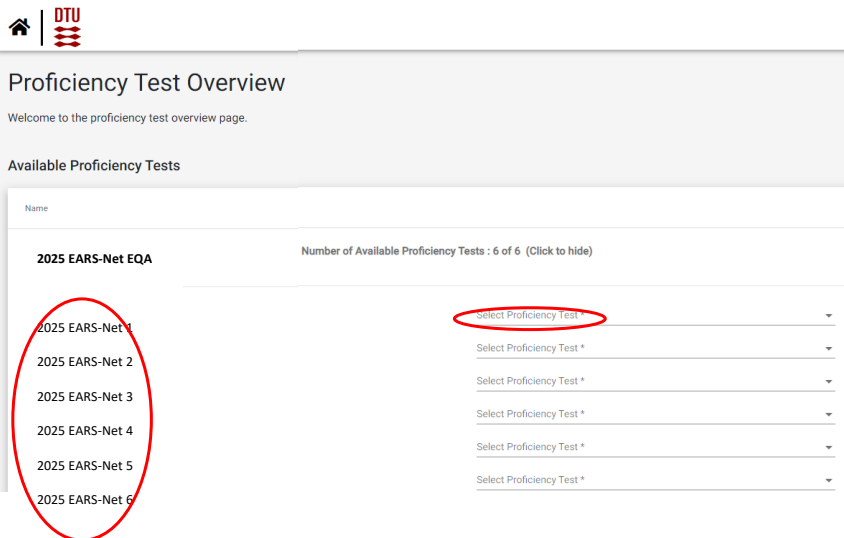 DTU
Proficiency Test Overview
Welcome to the proficiency test overview page.
Available Proficiency Tests
Name
2025 EARS-Net EQA
Number of Available Proficiency Tests : 6 of 6 (Click to hide)
2025 EARS-Net 1
Select Proficiency Test *
2025 EARS-Net 2
Select Proficiency Test *
2025 EARS-Net 3
Select Proficiency Test *
2025 EARS-Net 4
Select Proficiency Test *
2025 EARS-Net 5
Select Proficiency Test *
2025 EARS-Net 6
Select Proficiency Test *